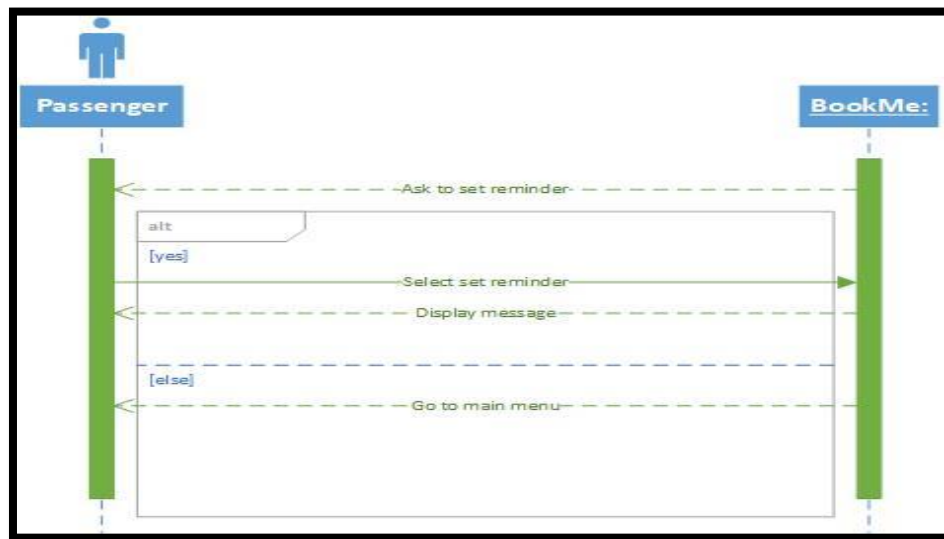 Passenger
BookMe:
Ask to set reminder
alt
[yes]
Select set reminder
Display message
[else]
Go to main menu